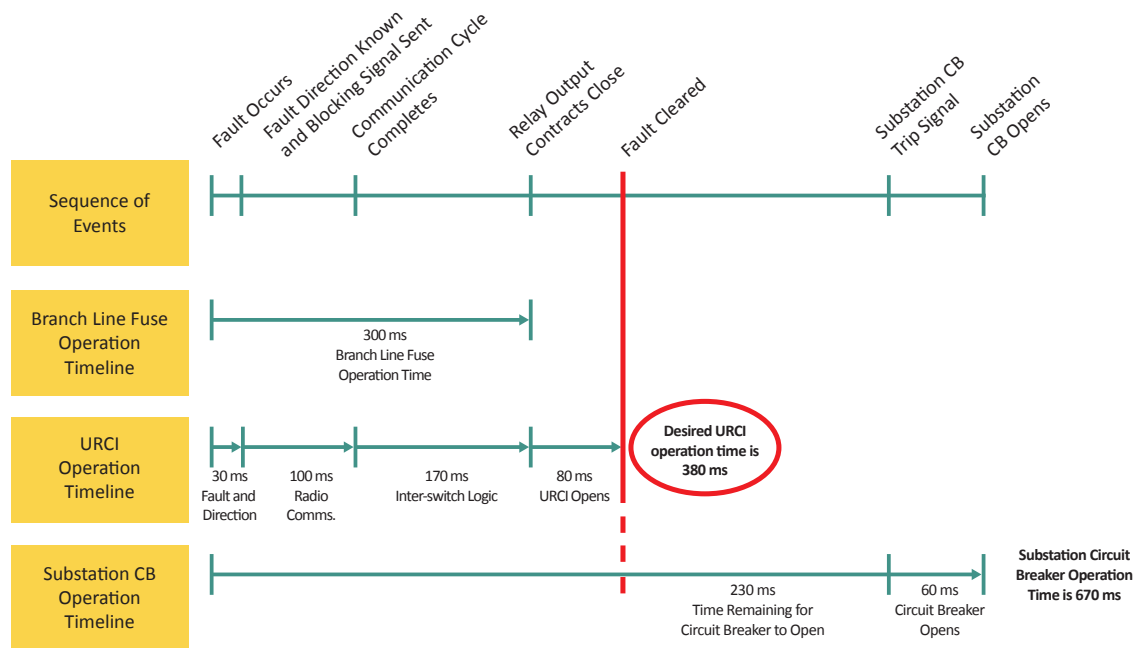 Fault Occurs
Fault Direction Known
and Blocking Signal Sent
Communication Cycle
Completes
Relay Output
Contracts Close
Fault Cleared
Substation CB
Trip Signal
Substation
CB Opens
Sequence of
Events
Branch Line Fuse
Operation
Timeline
300 ms
Branch Line Fuse
Operation Time
URCI
Operation
Timeline
30 ms
Fault and
Direction
100 ms
Radio
Comms.
170 ms
Inter-switch Logic
80 ms
URCI Opens
Desired URCI
operation time is
380 ms
Substation CB
Operation
Timeline
230 ms
Time Remaining for
Circuit Breaker to Open
60 ms
Circuit Breaker
Opens
Substation Circuit
Breaker Operation
Time is 670 ms